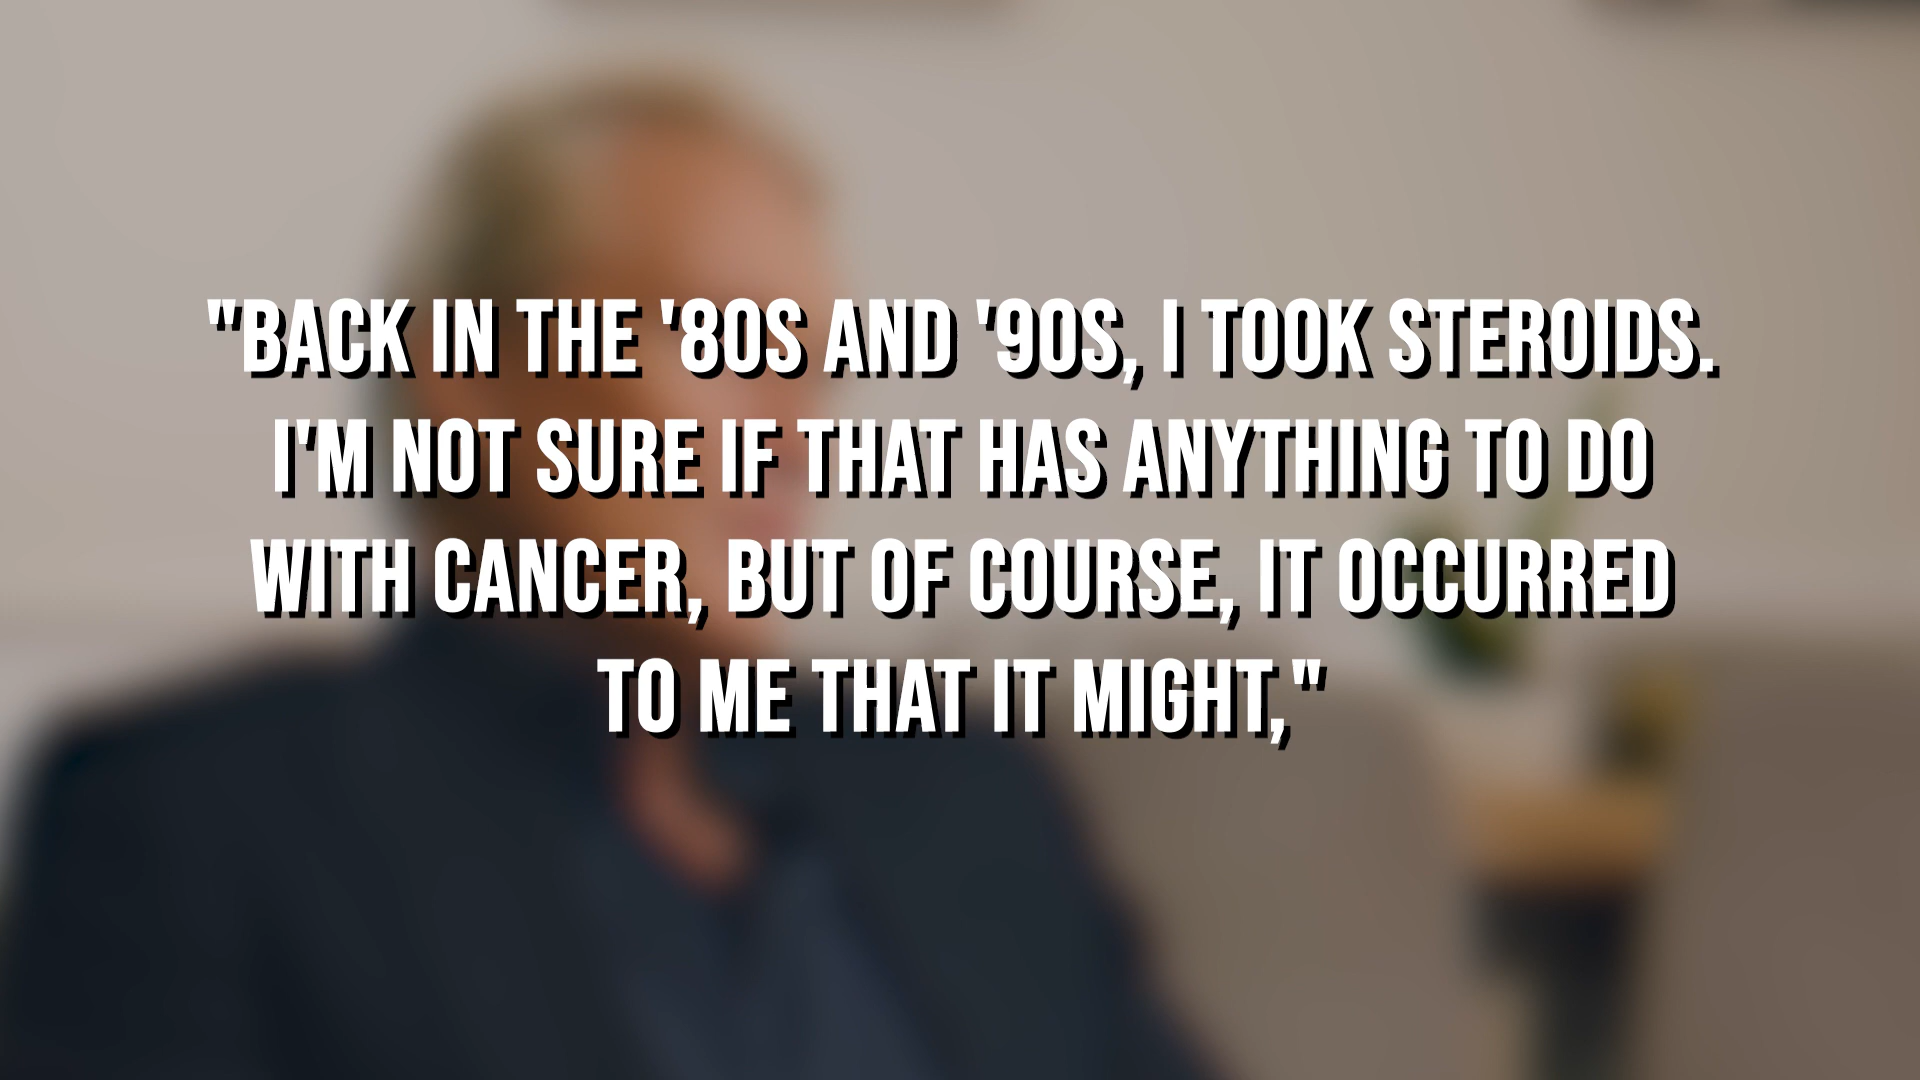 "BACK IN THE '80S AND '90S, I TOOK STEROIDS.
I'M NOT SURE IF THAT HAS ANYTHING TO DO
WITH CANCER, BUT OF COURSE, IT OCCURRED
TO ME THAT IT MIGHT,"